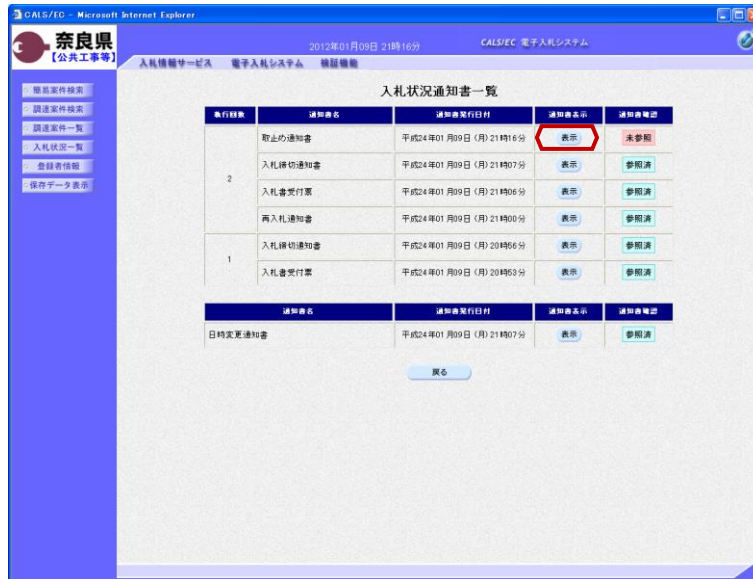 CALS/EC - Microsoft Internet Explorer
奈良県
【公共工事等】
2012年01月09日 21時16分
CALS/EC 電子入札システム
入札情報サービス 電子入札システム 検証機能
簡易案件検索
調達案件検索
調達案件一覧
入札状況一覧
登録者情報
保存データ表示
入札状況通知書一覧
執行回数 通知書名 通知書発行日付 通知書表示 通知書確認
2
取止め通知書 平成24年01月09日（月）21時16分 表示 未参照
入札締切通知書 平成24年01月09日（月）21時07分 表示 参照済
入札書受付票 平成24年01月09日（月）21時06分 表示 参照済
再入札通知書 平成24年01月09日（月）21時00分 表示 参照済
1
入札締切通知書 平成24年01月09日（月）20時56分 表示 参照済
入札書受付票 平成24年01月09日（月）20時53分 表示 参照済
通知書名 通知書発行日付 通知書表示 通知書確認
日時変更通知書 平成24年01月09日（月）21時07分 表示 参照済
戻る